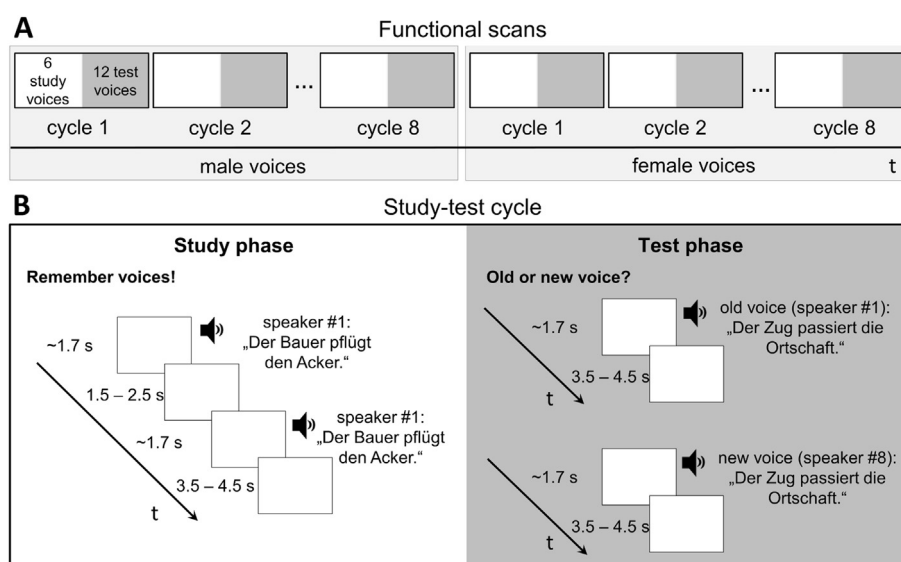 A
Functional scans
6
study
voices
12 test
voices
...
...
cycle 1
cycle 2
cycle 8
cycle 1
cycle 2
cycle 8
male voices
female voices
t
B
Study-test cycle
Study phase
Remember voices!
~1.7 s
speaker #1:
„Der Bauer pflügt
den Acker.“
1.5 – 2.5 s
~1.7 s
speaker #1:
„Der Bauer pflügt
den Acker.“
3.5 – 4.5 s
t
Test phase
Old or new voice?
~1.7 s
old voice (speaker #1):
„Der Zug passiert die
Ortschaft.“
3.5 – 4.5 s
t
~1.7 s
new voice (speaker #8):
„Der Zug passiert die
Ortschaft.“
3.5 – 4.5 s
t